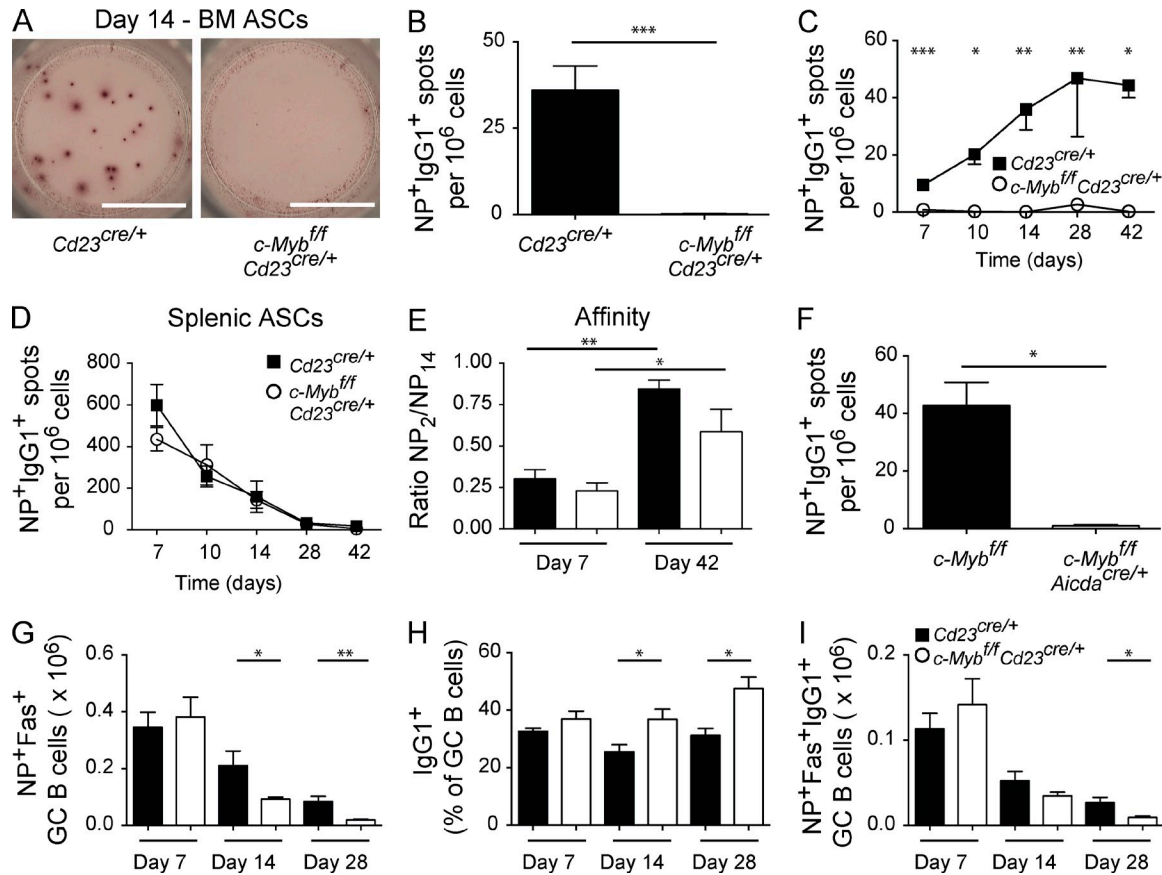 A Day 14 - BM ASCs
Cd23cre/+
c-Mybf/f
Cd23cre/+
B
NP+IgG1+ spots
per 106 cells
50
25
0
***
Cd23cre/+
c-Mybf/f
Cd23cre/+
C
NP+IgG1+ spots
per 106 cells
60
40
20
0
*** * ** ** *
Cd23cre/+
c-Mybf/fCd23cre/+
7 10 14 28 42
Time (days)
D Splenic ASCs
NP+IgG1+ spots
per 106 cells
800
600
400
200
0
Cd23cre/+
c-Mybf/f
Cd23cre/+
7 10 14 28 42
Time (days)
E Affinity
Ratio NP2/NP14
1.00
0.75
0.50
0.25
0.00
**
*
Day 7 Day 42
F
NP+IgG1+ spots
per 106 cells
60
40
20
0
*
c-Mybf/f
c-Mybf/f
Aicdacre/+
G
NP+Fas+
GC B cells ( x 106)
0.6
0.4
0.2
0.0
* **
Day 7 Day 14 Day 28
H
IgG1+
(% of GC B cells)
60
40
20
0
* *
Day 7 Day 14 Day 28
I
NP+Fas+IgG1+
GC B cells ( x 106)
0.2
0.1
0.0
Cd23cre/+
c-Mybf/fCd23cre/+
*
Day 7 Day 14 Day 28